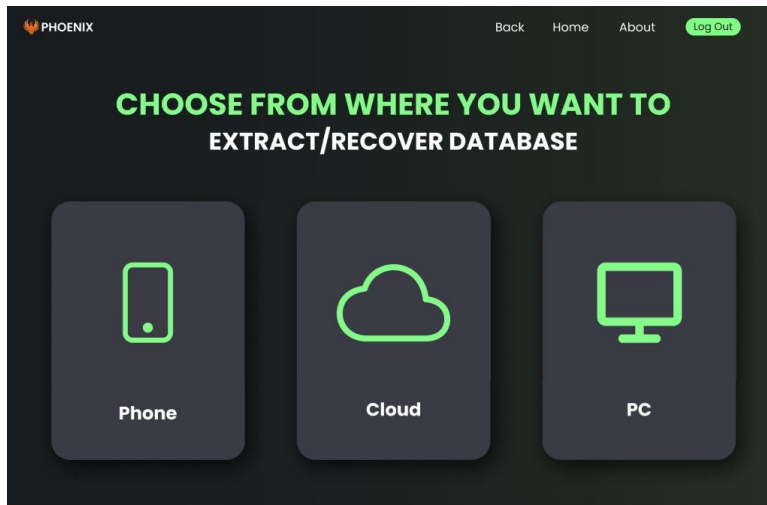 PHOENIX
Back Home About Log Out
CHOOSE FROM WHERE YOU WANT TO
EXTRACT/RECOVER DATABASE
Phone Cloud PC